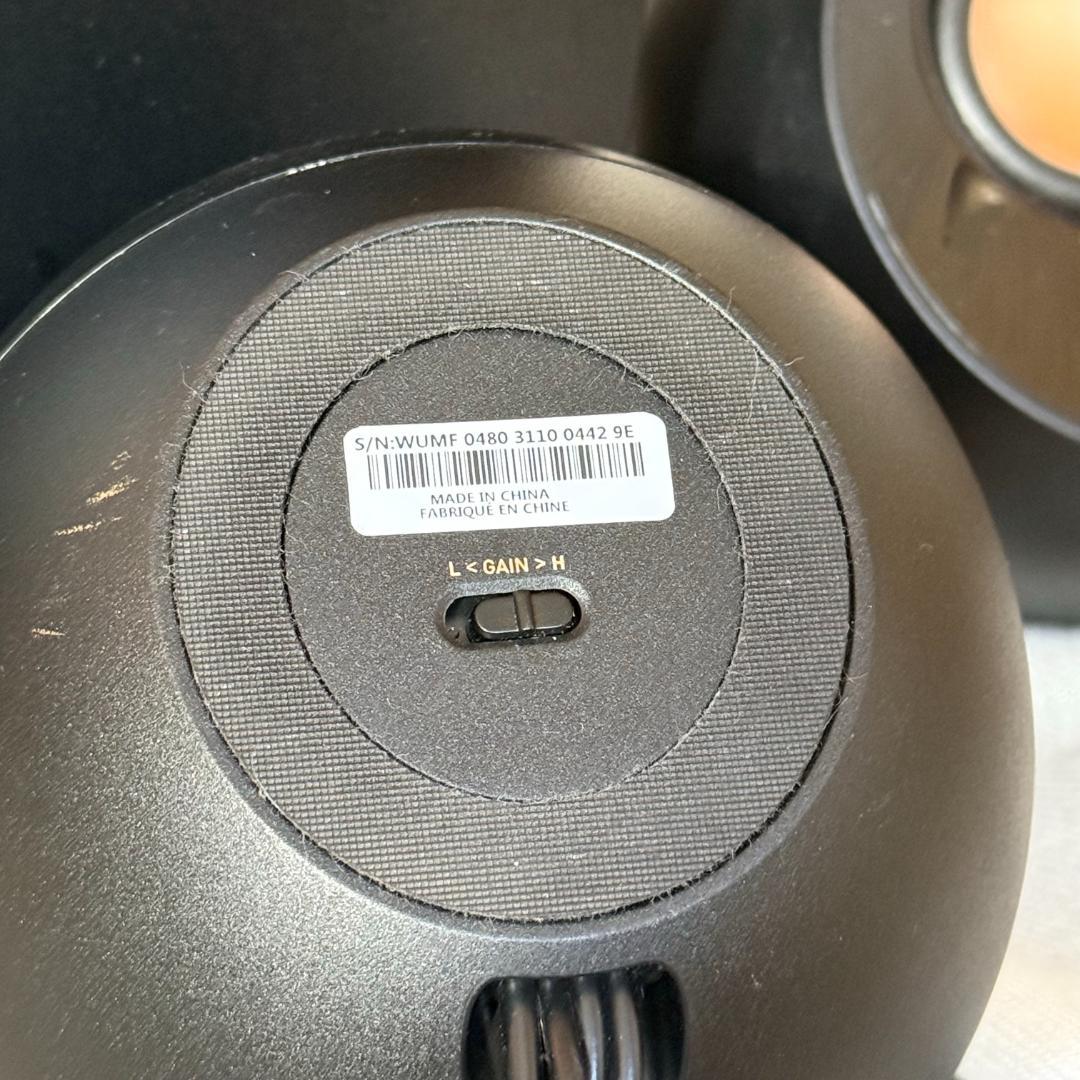 S/N:WUMF 0480 3110 0442 9E
MADE IN CHINA
FABRIQUE EN CHINE
L < GAIN > H